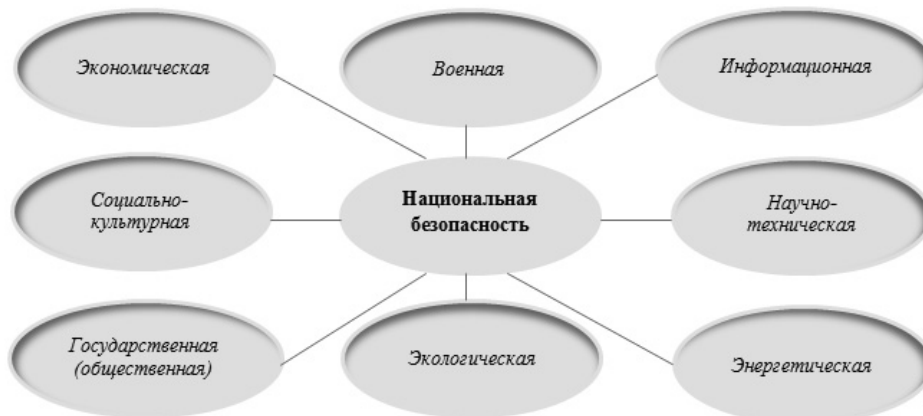 Экономическая
Военная
Информационная
Социально-
культурная
Национальная
безопасность
Научно-
техническая
Государственная
(общественная)
Экологическая
Энергетическая